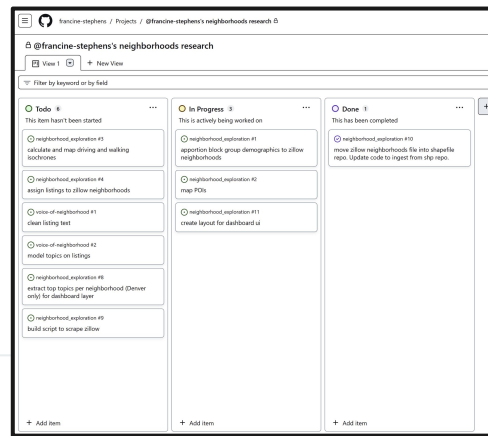 francine-stephens / Projects / @francine-stephens's neighborhoods research
@francine-stephens's neighborhoods research
View 1
+ New View
Filter by keyword or by field
Todo 6 ...
This item hasn't been started
neighborhood_exploration #3
calculate and map driving and walking
isochrones
neighborhood_exploration #4
assign listings to zillow neighborhoods
voice-of-neighborhood #1
clean listing text
voice-of-neighborhood #2
model topics on listings
neighborhood_exploration #8
extract top topics per neighborhood (Denver
only) for dashboard layer
neighborhood_exploration #9
build script to scrape zillow
+ Add item
In Progress 3 ...
This is actively being worked on
neighborhood_exploration #1
apportion block group demographics to zillow
neighborhoods
neighborhood_exploration #2
map POIs
neighborhood_exploration #11
create layout for dashboard ui
+ Add item
Done 1 ...
This has been completed
neighborhood_exploration #10
move zillow neighborhoods file into shapefile
repo. Update code to ingest from shp repo.
+ Add item
+